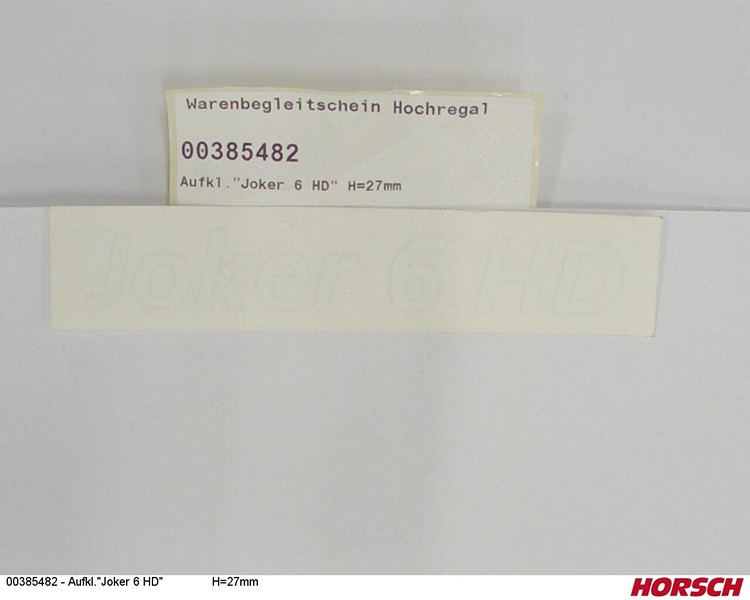 Warenbegleitschein Hochregal
00385482
Aufkl."Joker 6 HD" H=27mm
Joker 6 HD
00385482 - Aufkl."Joker 6 HD" H=27mm
HORSCH